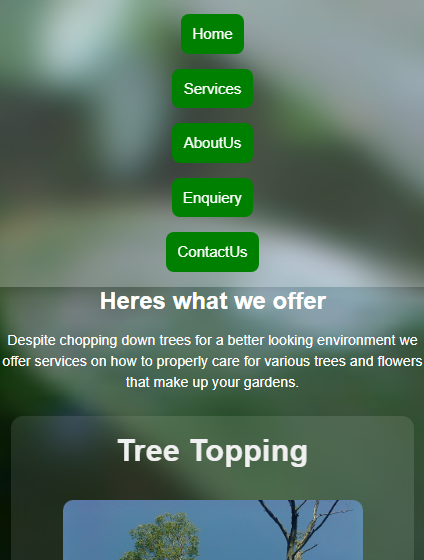 Home
Services
AboutUs
Enquiery
ContactUs
Heres what we offer
Despite chopping down trees for a better looking environment we
offer services on how to properly care for various trees and flowers
that make up your gardens.
Tree Topping